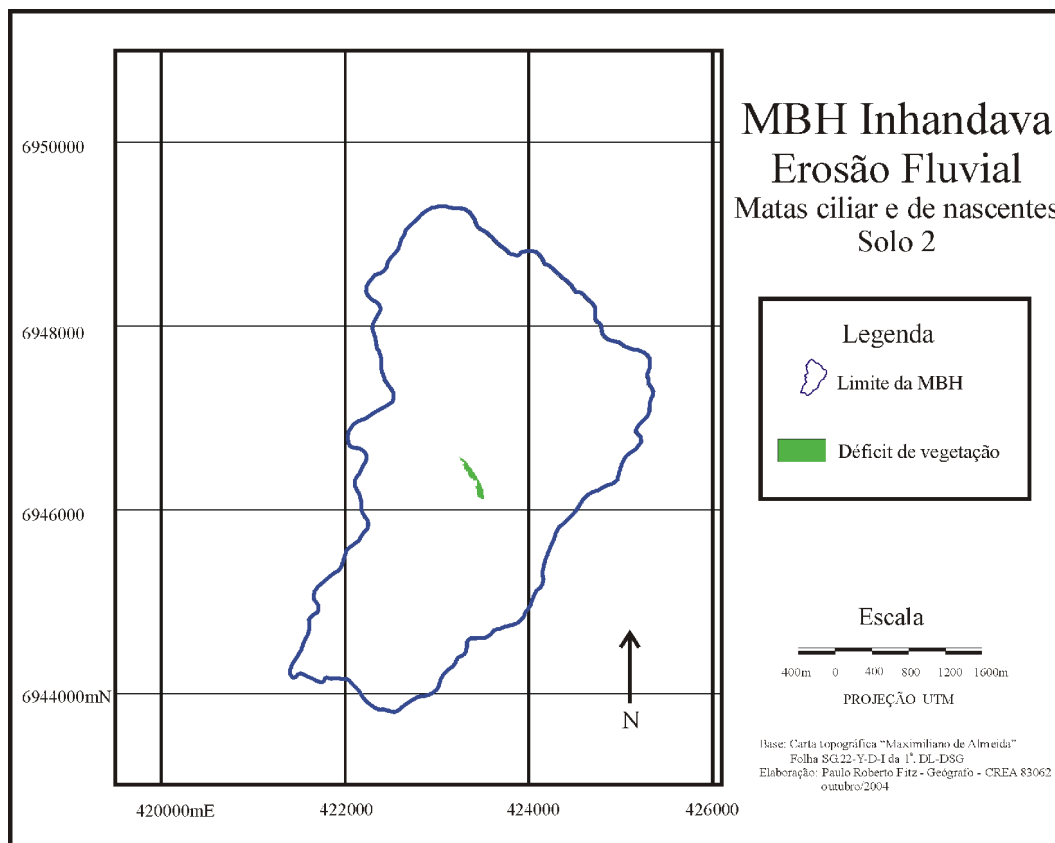 MBH Inhandava
Erosão Fluvial
Matas ciliar e de nascentes
Solo 2
6950000
6948000
6946000
6944000mN
420000mE
422000
424000
426000
N
Legenda
Limite da MBH
Déficit de vegetação
Escala
400m 0 400 800 1200 1600m
PROJEÇÃO UTM
Base: Carta topográfica “Maximiliano de Almeida”
Folha SG.22-Y-D-I da 1ª. DL-DSG
Elaboração: Paulo Roberto Fitz - Geógrafo - CREA 83062
outubro/2004